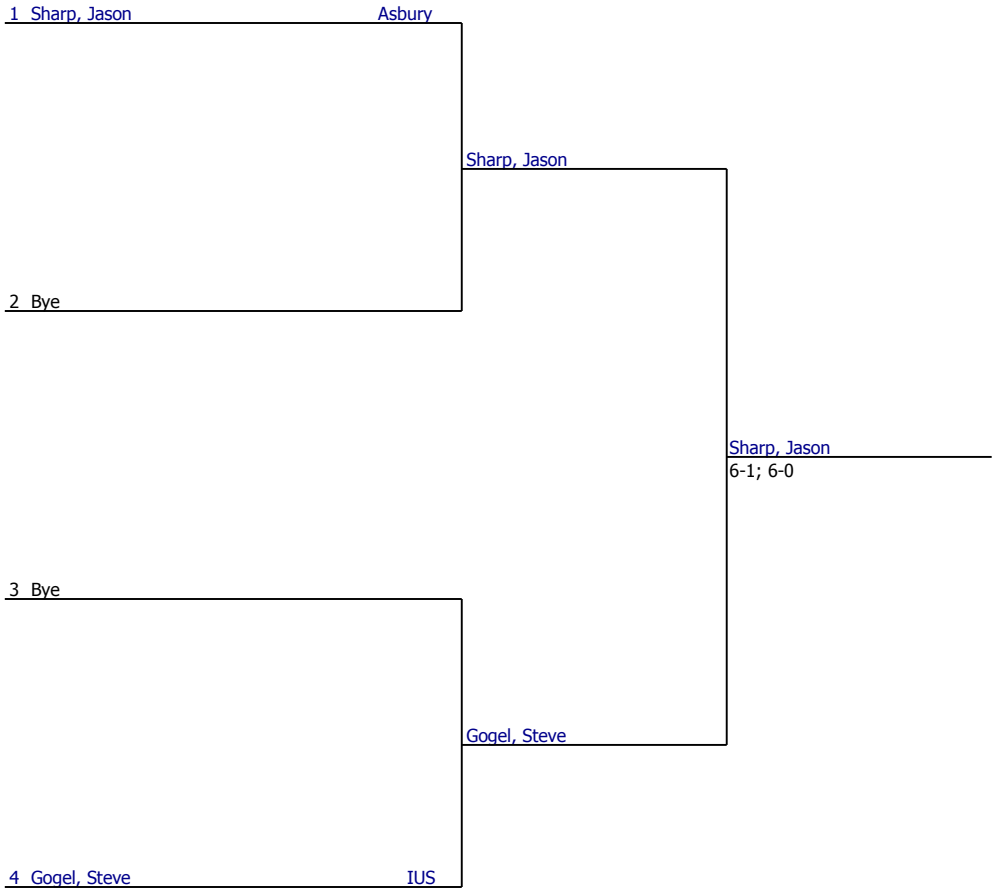 1 Sharp, Jason Asbury
Sharp, Jason
2 Bye
Sharp, Jason
6-1; 6-0
3 Bye
Gogel, Steve
4 Gogel, Steve IUS